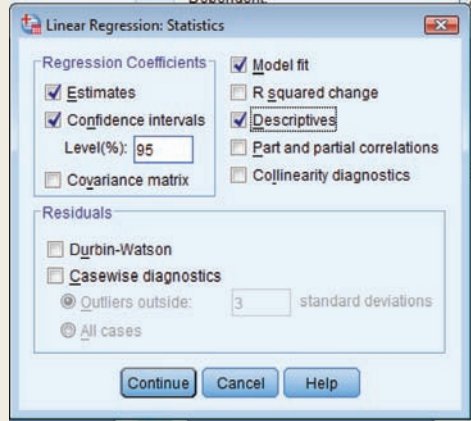 Linear Regression: Statistics
Regression Coefficients
Estimates
Confidence intervals
Level(%): 95
Covariance matrix
Model fit
R squared change
Descriptives
Part and partial correlations
Collinearity diagnostics
Residuals
Durbin-Watson
Casewise diagnostics
Outliers outside: 3 standard deviations
All cases
Continue Cancel Help